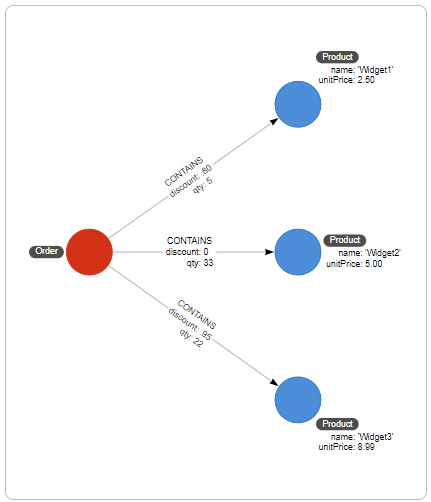 Product
name: 'Widget1'
unitPrice: 2.50
CONTAINS
discount: .80
qty: 5
Order
CONTAINS
discount: 0
qty: 33
Product
name: 'Widget2'
unitPrice: 5.00
CONTAINS
discount: .95
qty: 22
Product
name: 'Widget3'
unitPrice: 8.99